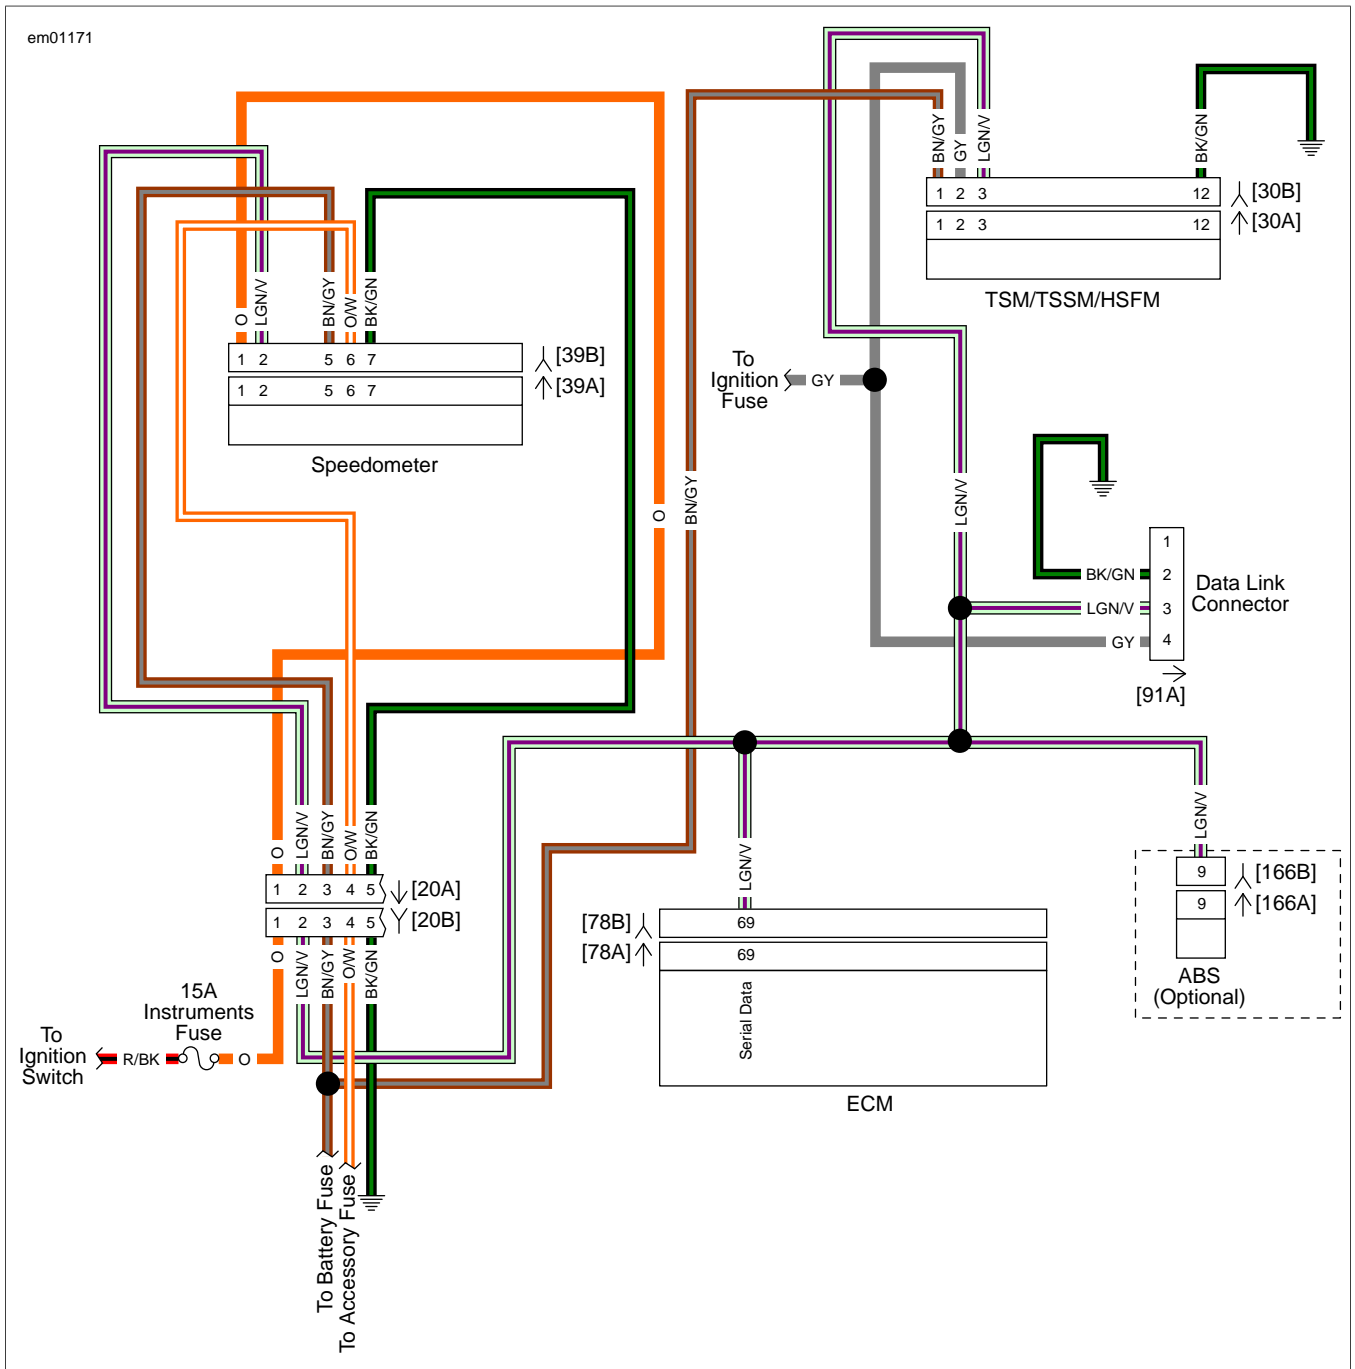 em01171
BN/GY
GY
LGN/V
BK/GN
1 2 3 12
[30B]
1 2 3 12
[30A]
TSM/TSSM/HSFM
O
LGN/V
BN/GY
O/W
BK/GN
1 2 5 6 7
[39B]
1 2 5 6 7
[39A]
Speedometer
To
Ignition
Fuse
GY
O
BN/GY
LGN/V
1
BK/GN
2
LGN/V
3
GY
4
Data Link
Connector
[91A]
O
LGN/V
BN/GY
O/W
BK/GN
1 2 3 4 5
[20A]
1 2 3 4 5
[20B]
O
LGN/V
BN/GY
O/W
BK/GN
LGN/V
[78B]
69
[78A]
69
Serial Data
ECM
LGN/V
9
[166B]
9
[166A]
ABS
(Optional)
15A
Instruments
Fuse
To
Ignition
Switch
R/BK
O
To Battery Fuse
To Accessory Fuse